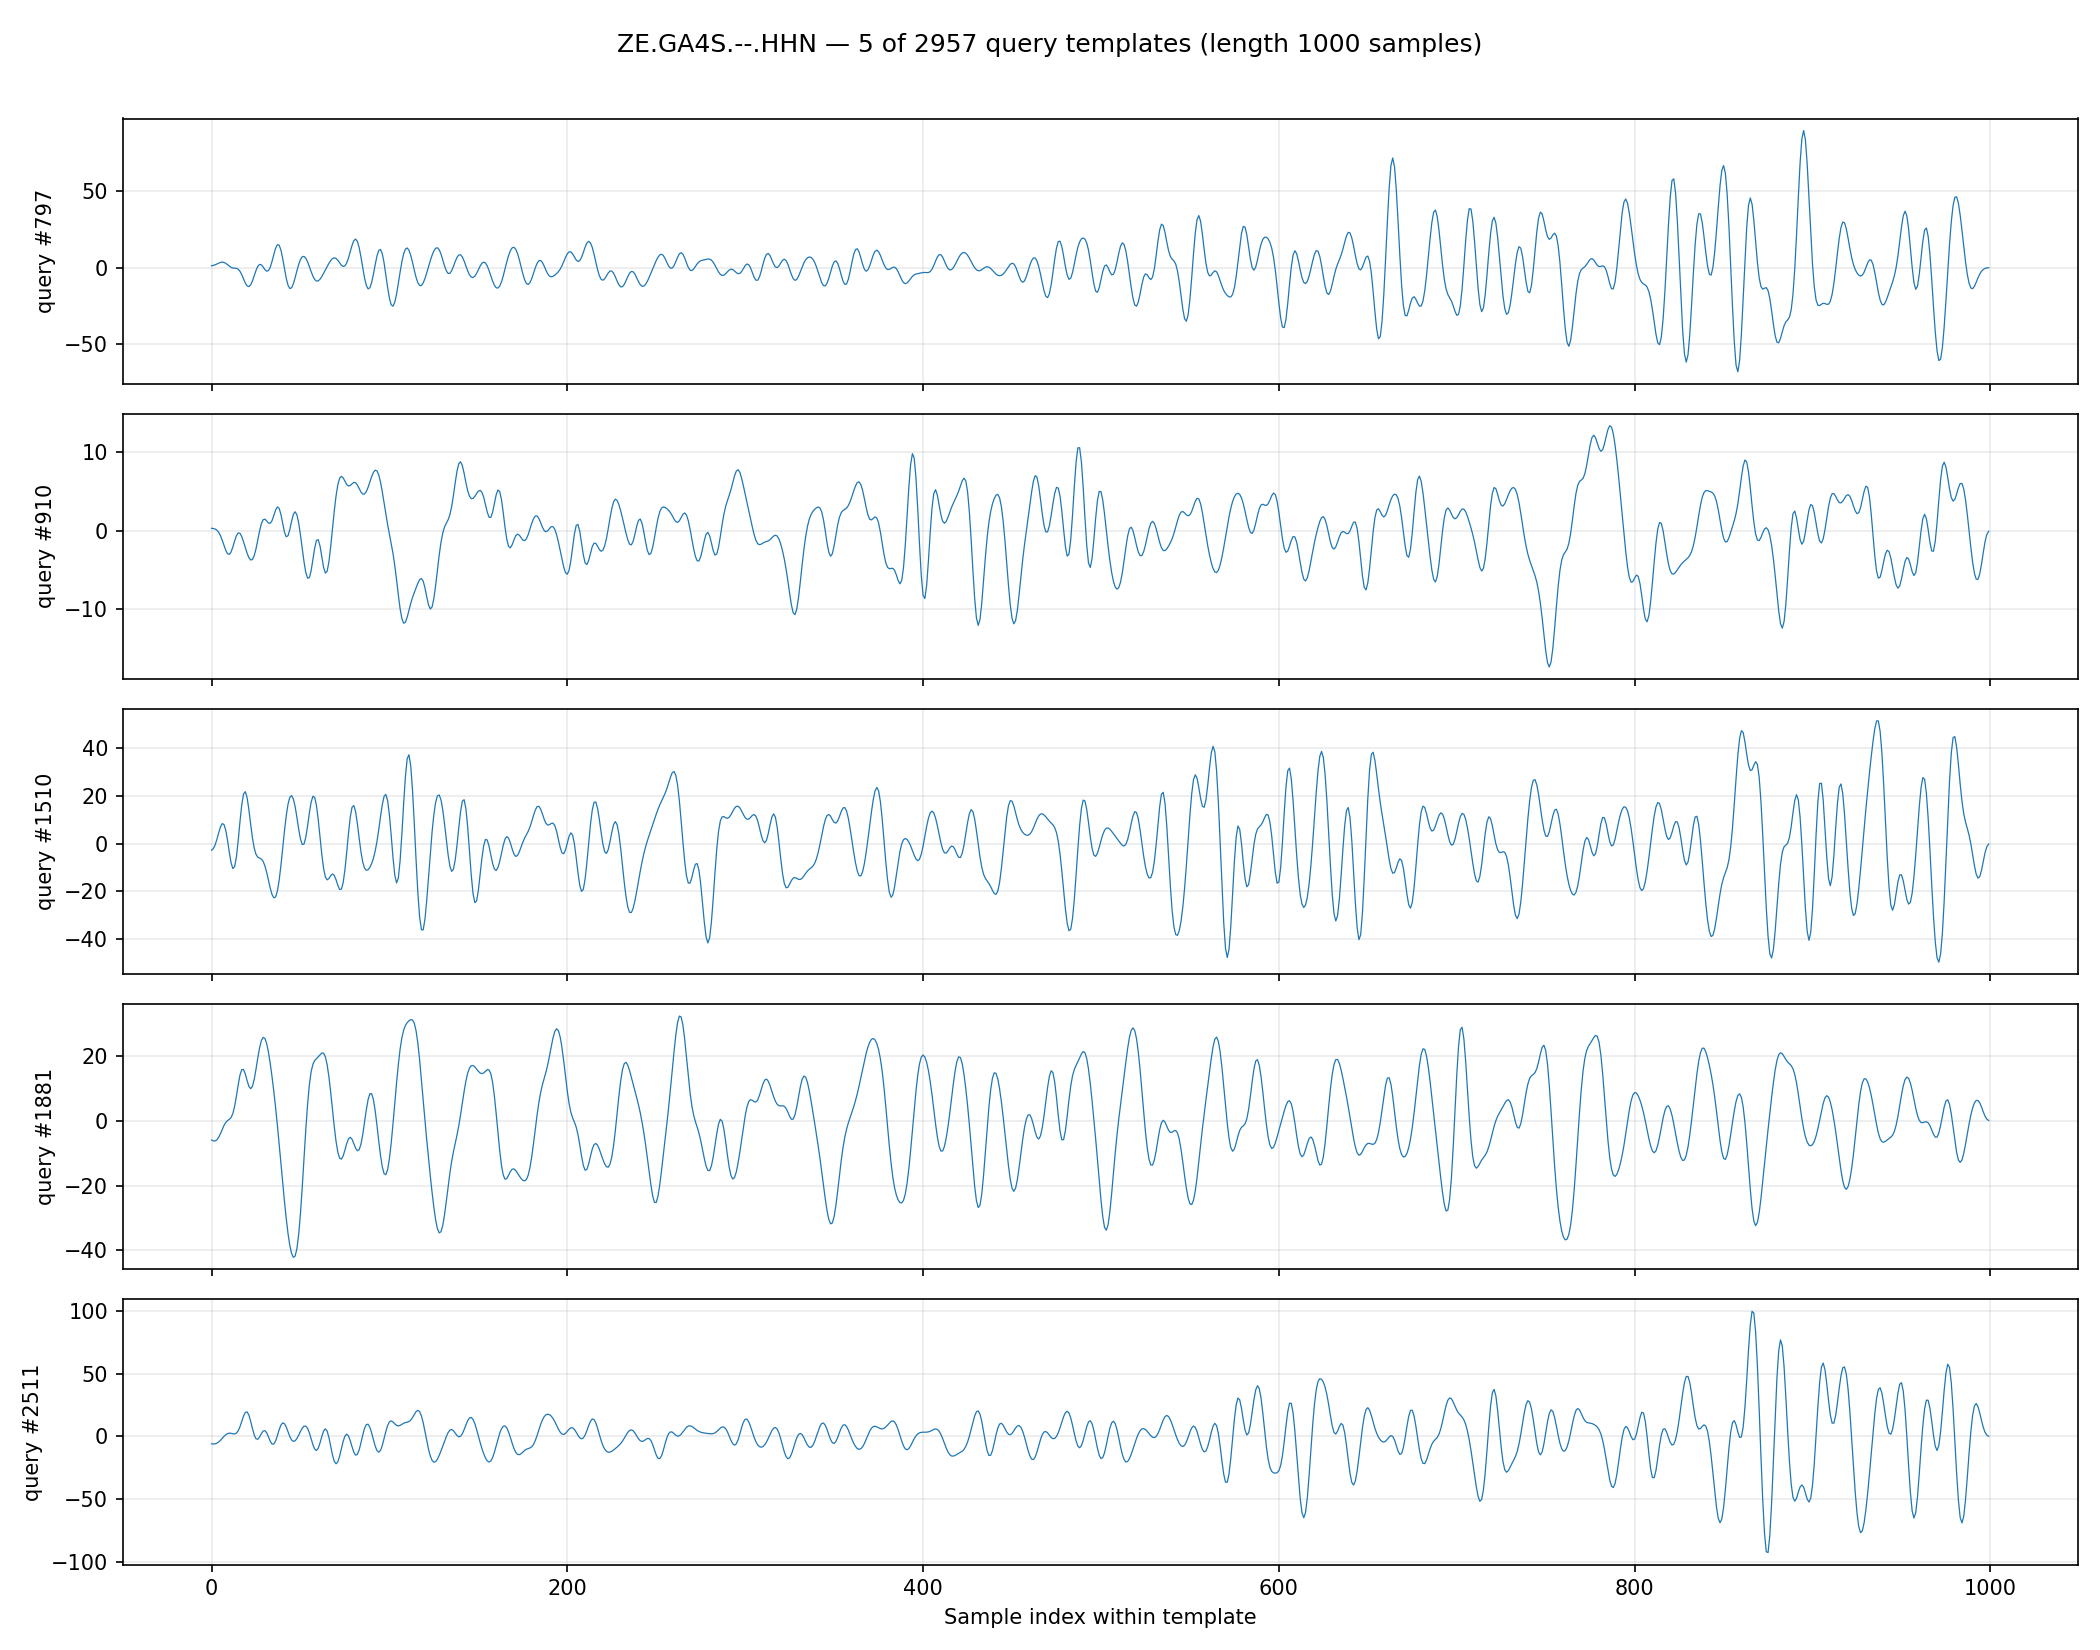 ZE.GA4S.--.HHN — 5 of 2957 query templates (length 1000 samples)
query #797
50
0
−50
query #910
10
0
−10
query #1510
40
20
0
−20
−40
query #1881
20
0
−20
−40
query #2511
100
50
0
−50
−100
0 200 400 600 800 1000
Sample index within template